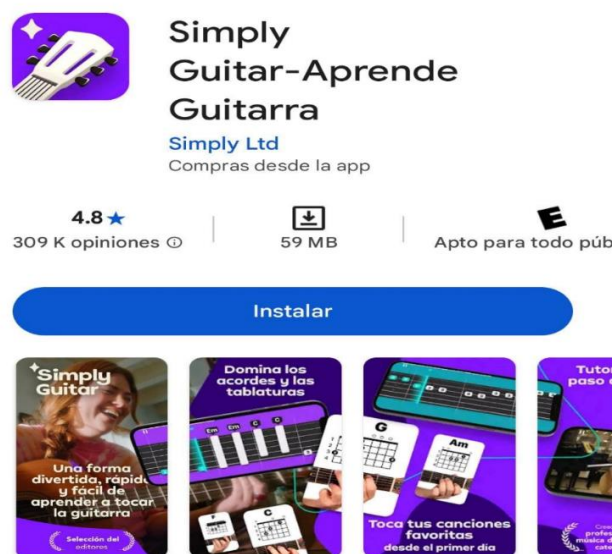 Simply
Guitar-Aprende
Guitarra
Simply Ltd
Compras desde la app
4.8★
309 K opiniones
59 MB
E
Apto para todo púb
Instalar
Simply
Guitar
Una forma
divertida, rápida
y fácil de
aprender a tocar
la guitarra
Selección del
editores
Domina los
acordes y las
tablaturas
Em Em C C
F
C
G
Am
Toca tus canciones
favoritas
desde el primer día
Tuto
paso